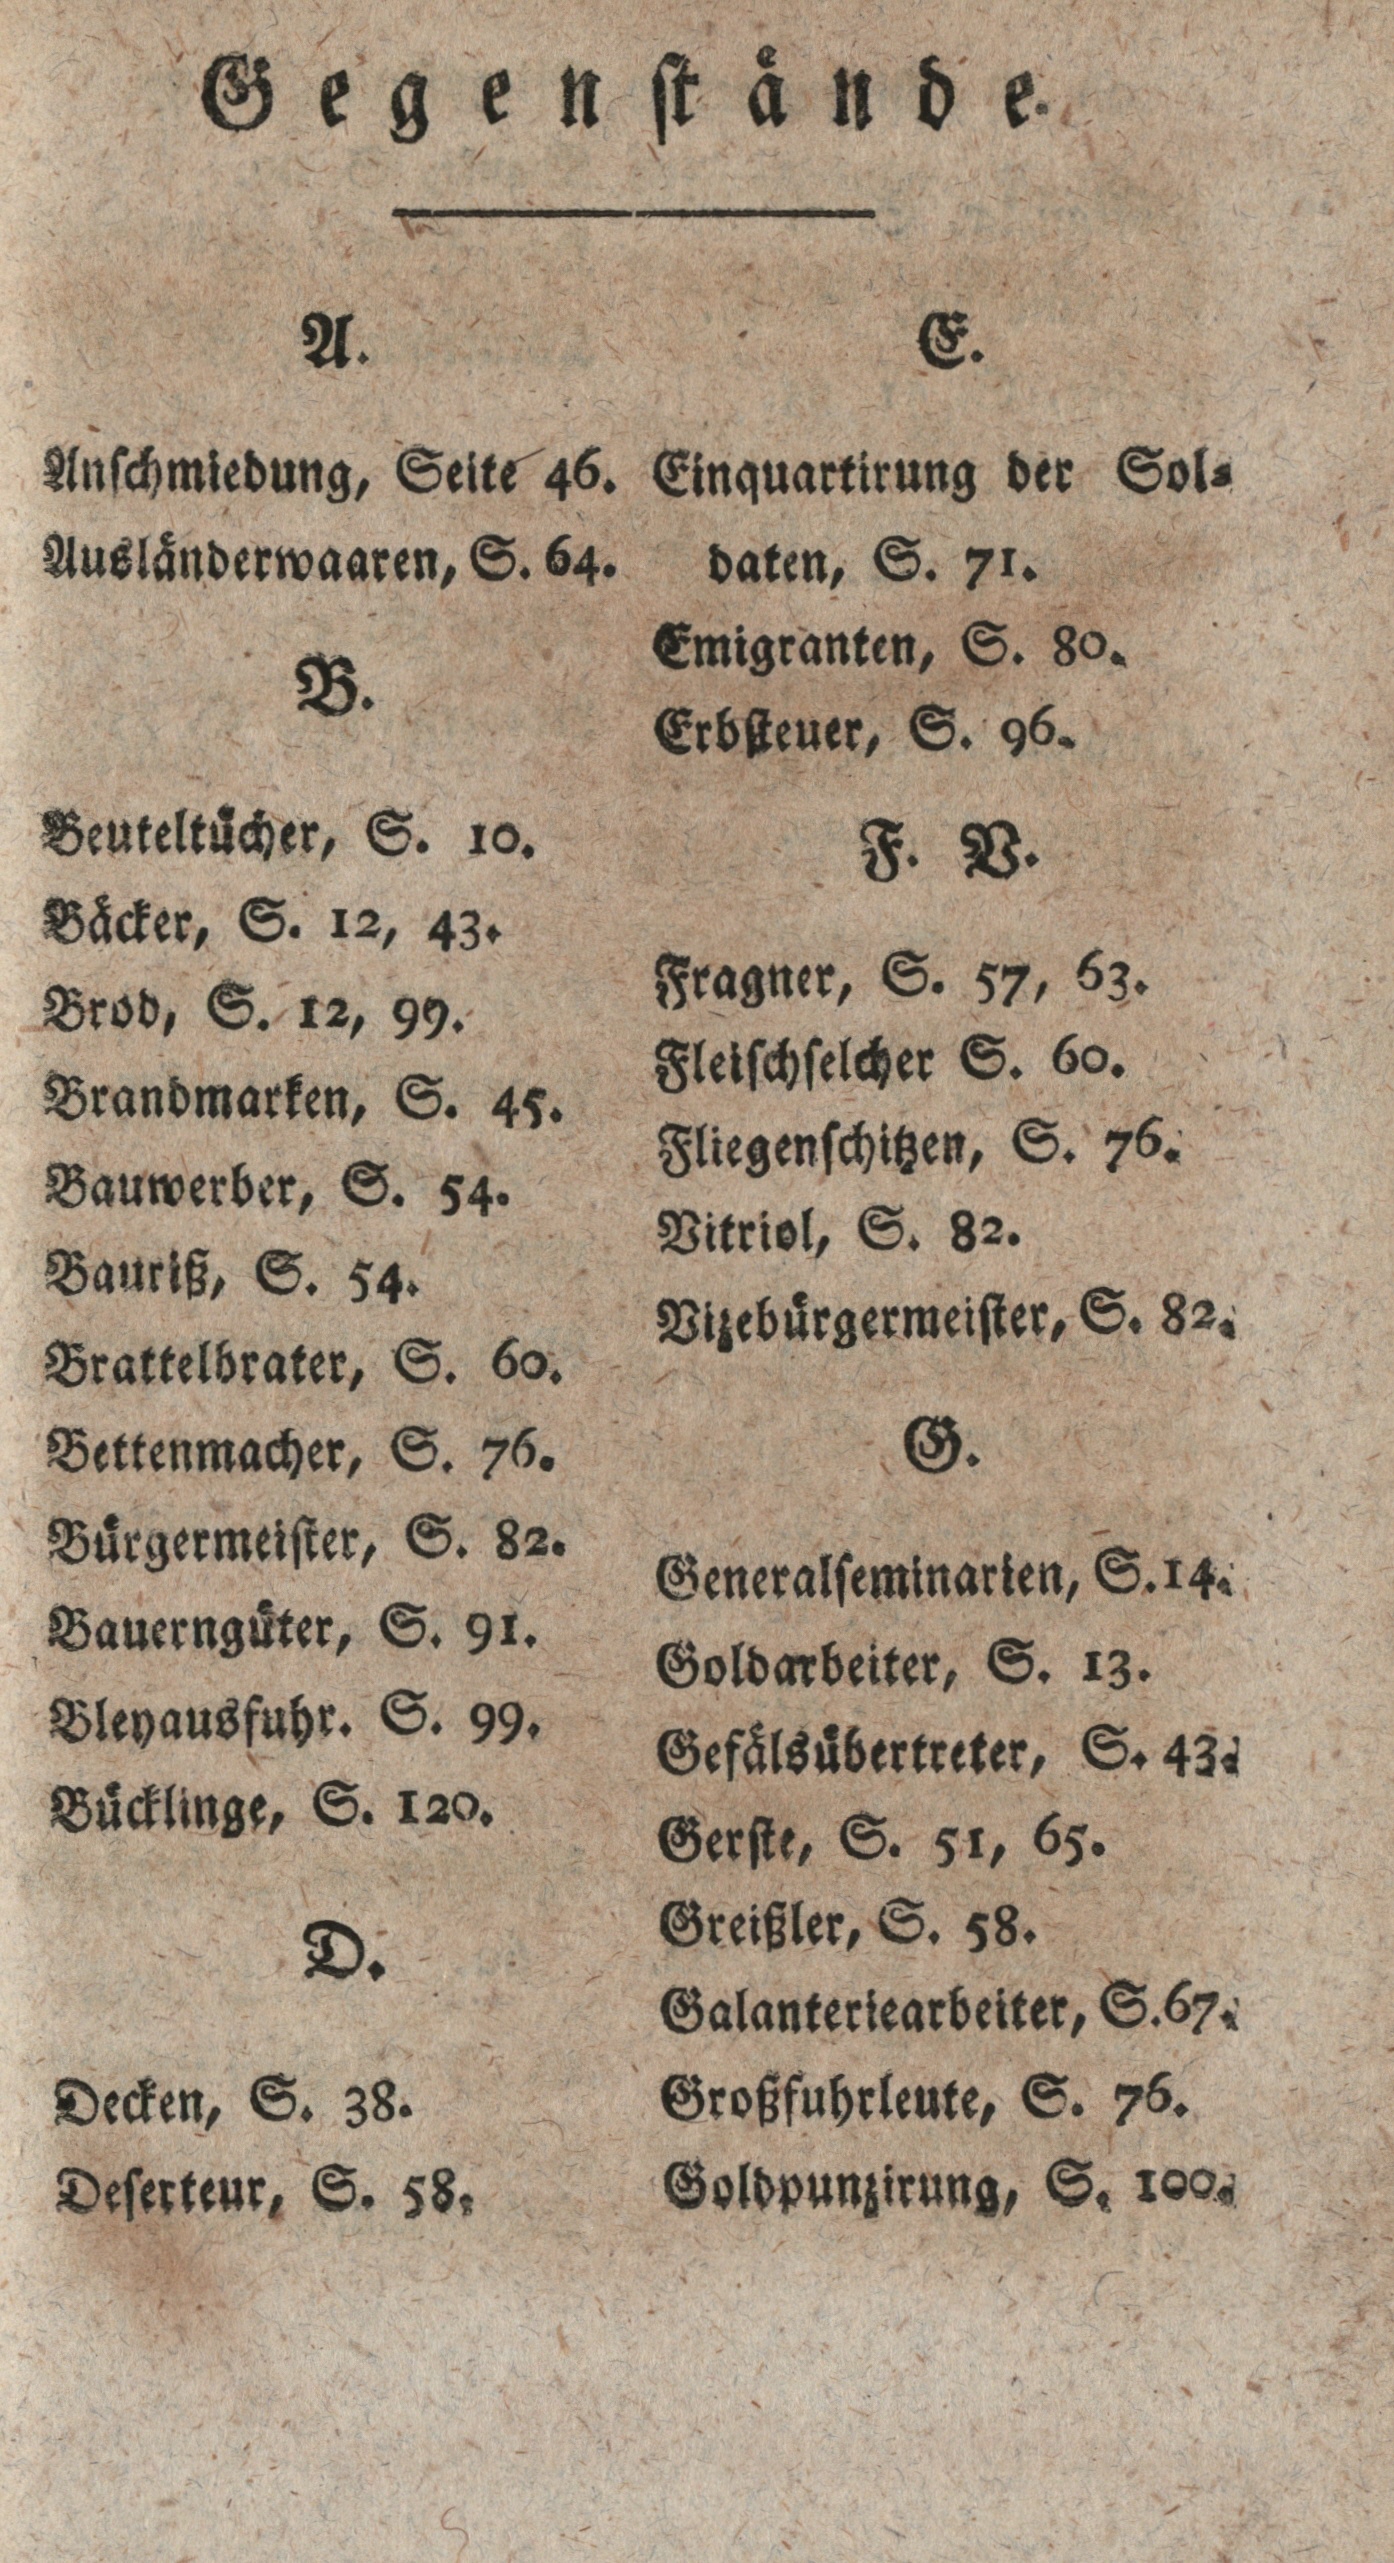 Gegenstände.
A.
Anschmiedung, Seite 46.
Ausländerwaaren, S. 64.
B.
Beuteltücher, S. 10.
Bäcker, S. 12, 43.
Brod, S. 12, 99.
Brandmarken, S. 45.
Bauwerber, S. 54.
Bauriß, S. 54.
Brattelbrater, S. 60.
Bettenmacher, S. 76.
Bürgermeister, S. 82.
Bauerngüter, S. 91.
Bleyausfuhr. S. 99.
Bücklinge, S. 120.
D.
Decken, S. 38.
Deserteur, S. 58.
E.
Einquartirung der Sol-
daten, S. 71.
Emigranten, S. 80.
Erbsteuer, S. 96.
F. V.
Fragner, S. 57, 63.
Fleischselcher S. 60.
Fliegenschitzen, S. 76.
Vitriol, S. 82.
Vizebürgermeister, S. 82.
G.
Generalseminarien, S. 14.
Goldarbeiter, S. 13.
Gefälsübertreter, S. 43.
Gerste, S. 51, 65.
Greißler, S. 58.
Galanteriearbeiter, S. 67.
Großfuhrleute, S. 76.
Goldpunzirung, S. 100.